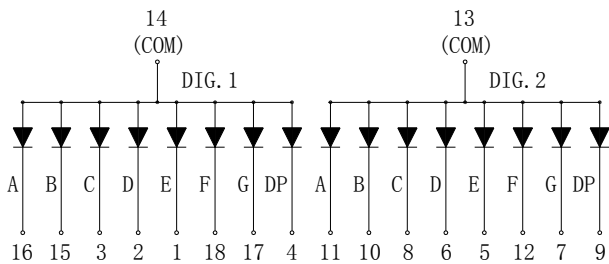 14 13
(COM) (COM)
DIG.1 DIG.2
A B C D E F G DP A B C D E F G DP
16 15 3 2 1 18 17 4 11 10 8 6 5 12 7 9